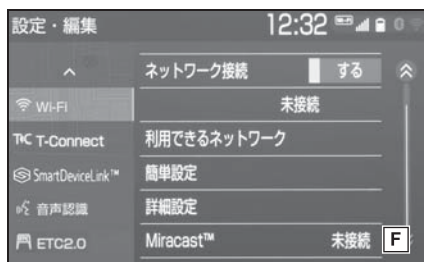 設定・編集 12:32 0
ネットワーク接続 する
Wi-Fi 未接続
T-Connect 利用できるネットワーク
SmartDeviceLink™ 簡単設定
音声認識 詳細設定
ETC2.0 Miracast™ 未接続 F